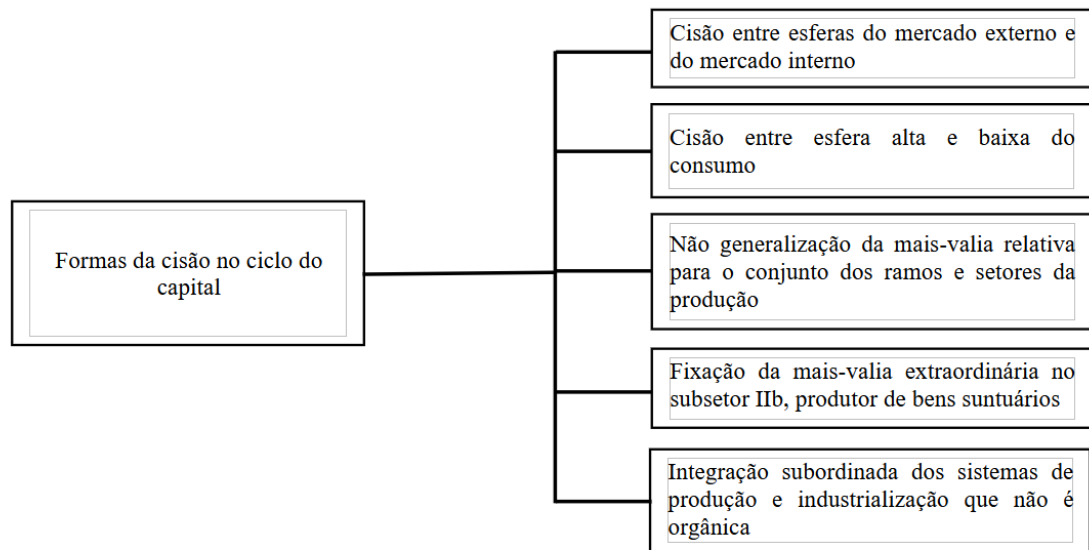 Formas da cisão no ciclo do
capital
Cisão entre esferas do mercado externo e
do mercado interno
Cisão entre esfera alta e baixa do
consumo
Não generalização da mais-valia relativa
para o conjunto dos ramos e setores da
produção
Fixação da mais-valia extraordinária no
subsetor IIb, produtor de bens suntuários
Integração subordinada dos sistemas de
produção e industrialização que não é
orgânica